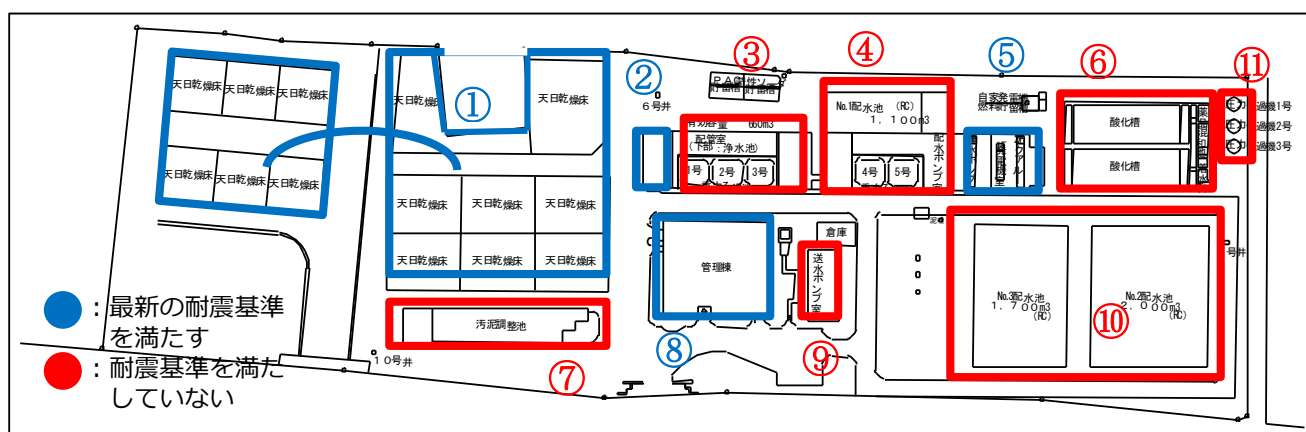 天日乾燥床 天日乾燥床 天日乾燥床
天日乾燥床 天日乾燥床 天日乾燥床
①
天日乾燥床 天日乾燥床
天日乾燥床 天日乾燥床 天日乾燥床
天日乾燥床 天日乾燥床 天日乾燥床
②
6号井
③
貯留槽 貯留槽
有効容量 660m3
配管室
(下部:浄水池)
1号 2号 3号
④
No.1配水池 (RC)
1.100m3
配水ポンプ室
4号 5号
⑤
自家発電機
燃料貯留槽
⑥
酸化槽
酸化槽
⑪
過機1号
過機2号
過機3号
管理棟
⑧
倉庫
送水ポンプ室
⑨
No.3配水池
1.700m3
(RC)
No.2配水池
2.000m3
(RC)
⑩
号井
汚泥調整池
⑦
10号井
:最新の耐震基準
を満たす
:耐震基準を満た
していない